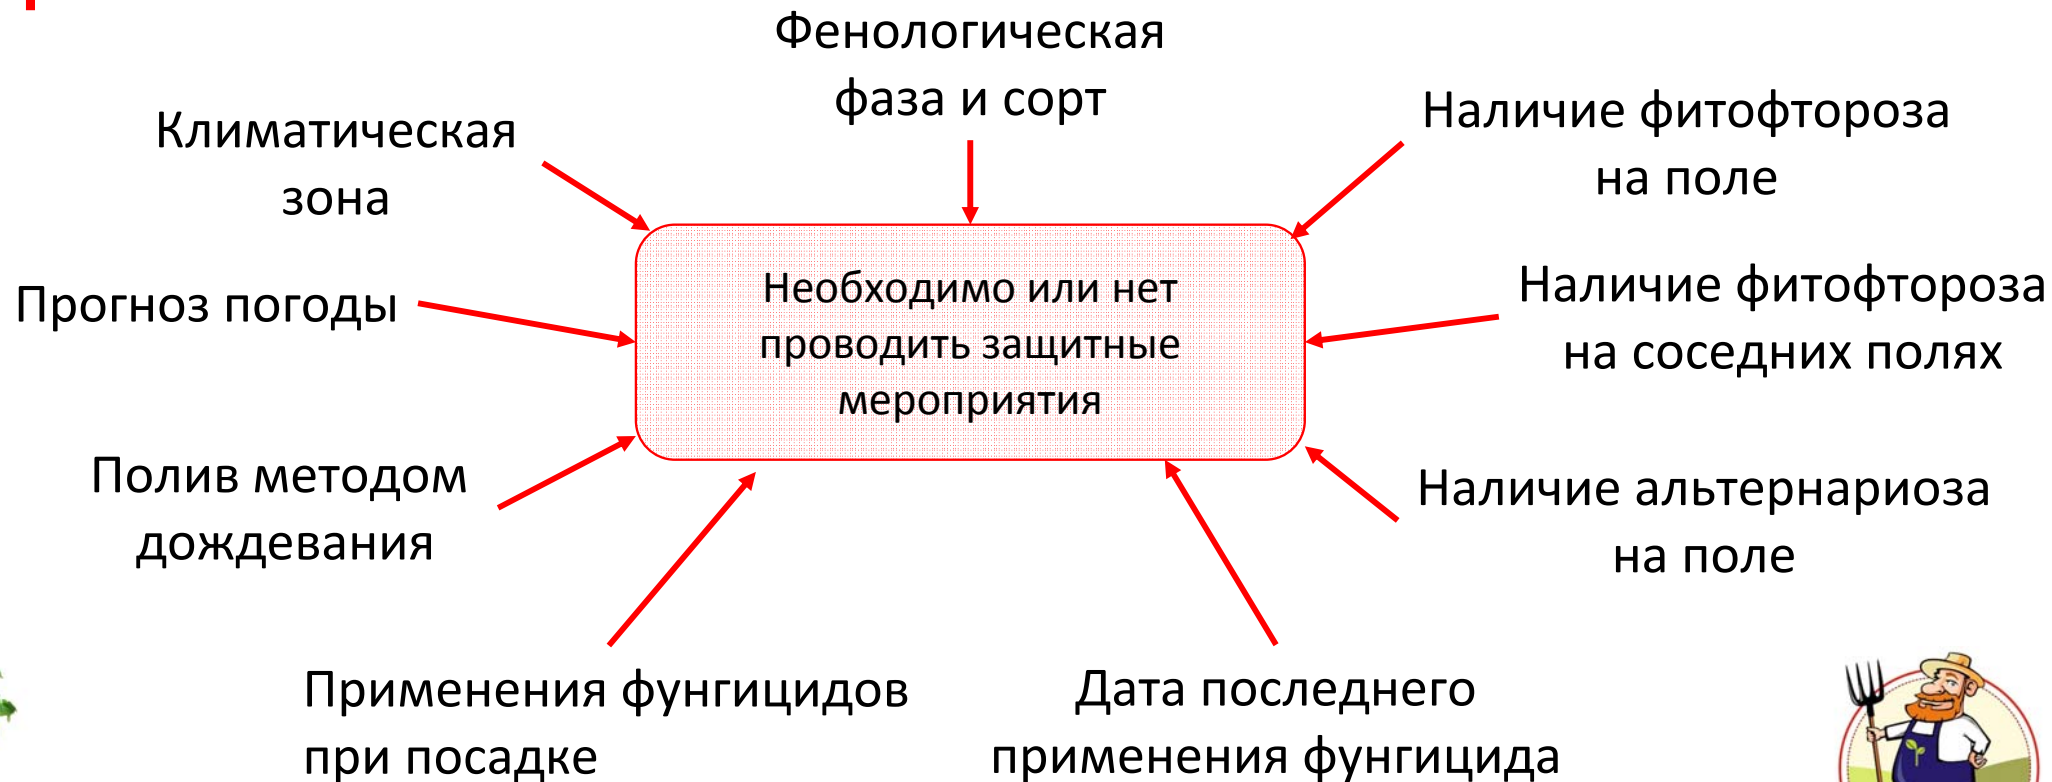 Фенологическая
фаза и сорт
Климатическая
зона
Наличие фитофтороза
на поле
Прогноз погоды
Необходимо или нет
проводить защитные
мероприятия
Наличие фитофтороза
на соседних полях
Полив методом
дождевания
Наличие альтернариоза
на поле
Применения фунгицидов
при посадке
Дата последнего
применения фунгицида